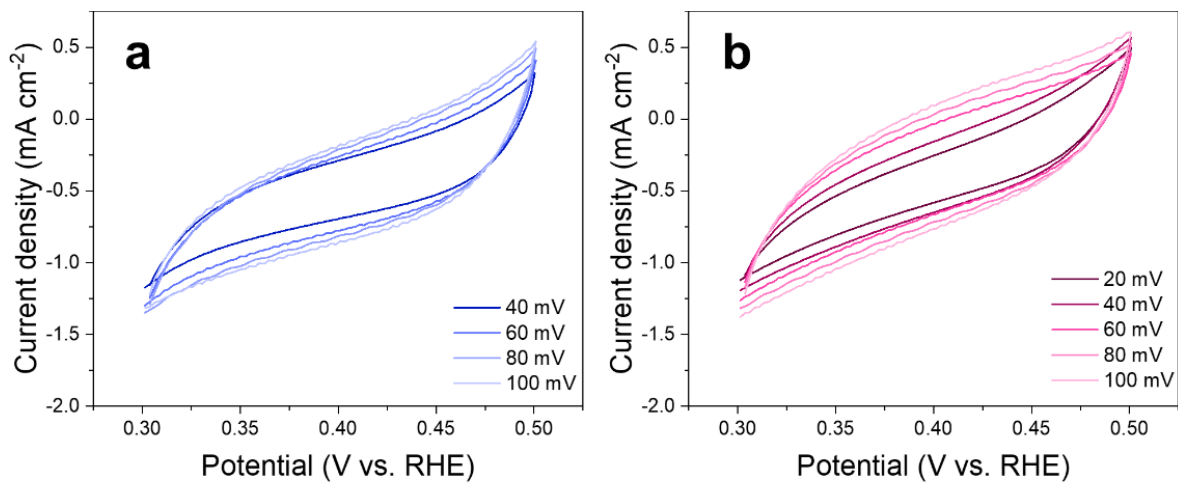 a
Current density (mA cm⁻²)
0.5
0.0
-0.5
-1.0
-1.5
-2.0
0.30 0.35 0.40 0.45 0.50
Potential (V vs. RHE)
40 mV
60 mV
80 mV
100 mV
b
Current density (mA cm⁻²)
0.5
0.0
-0.5
-1.0
-1.5
-2.0
0.30 0.35 0.40 0.45 0.50
Potential (V vs. RHE)
20 mV
40 mV
60 mV
80 mV
100 mV